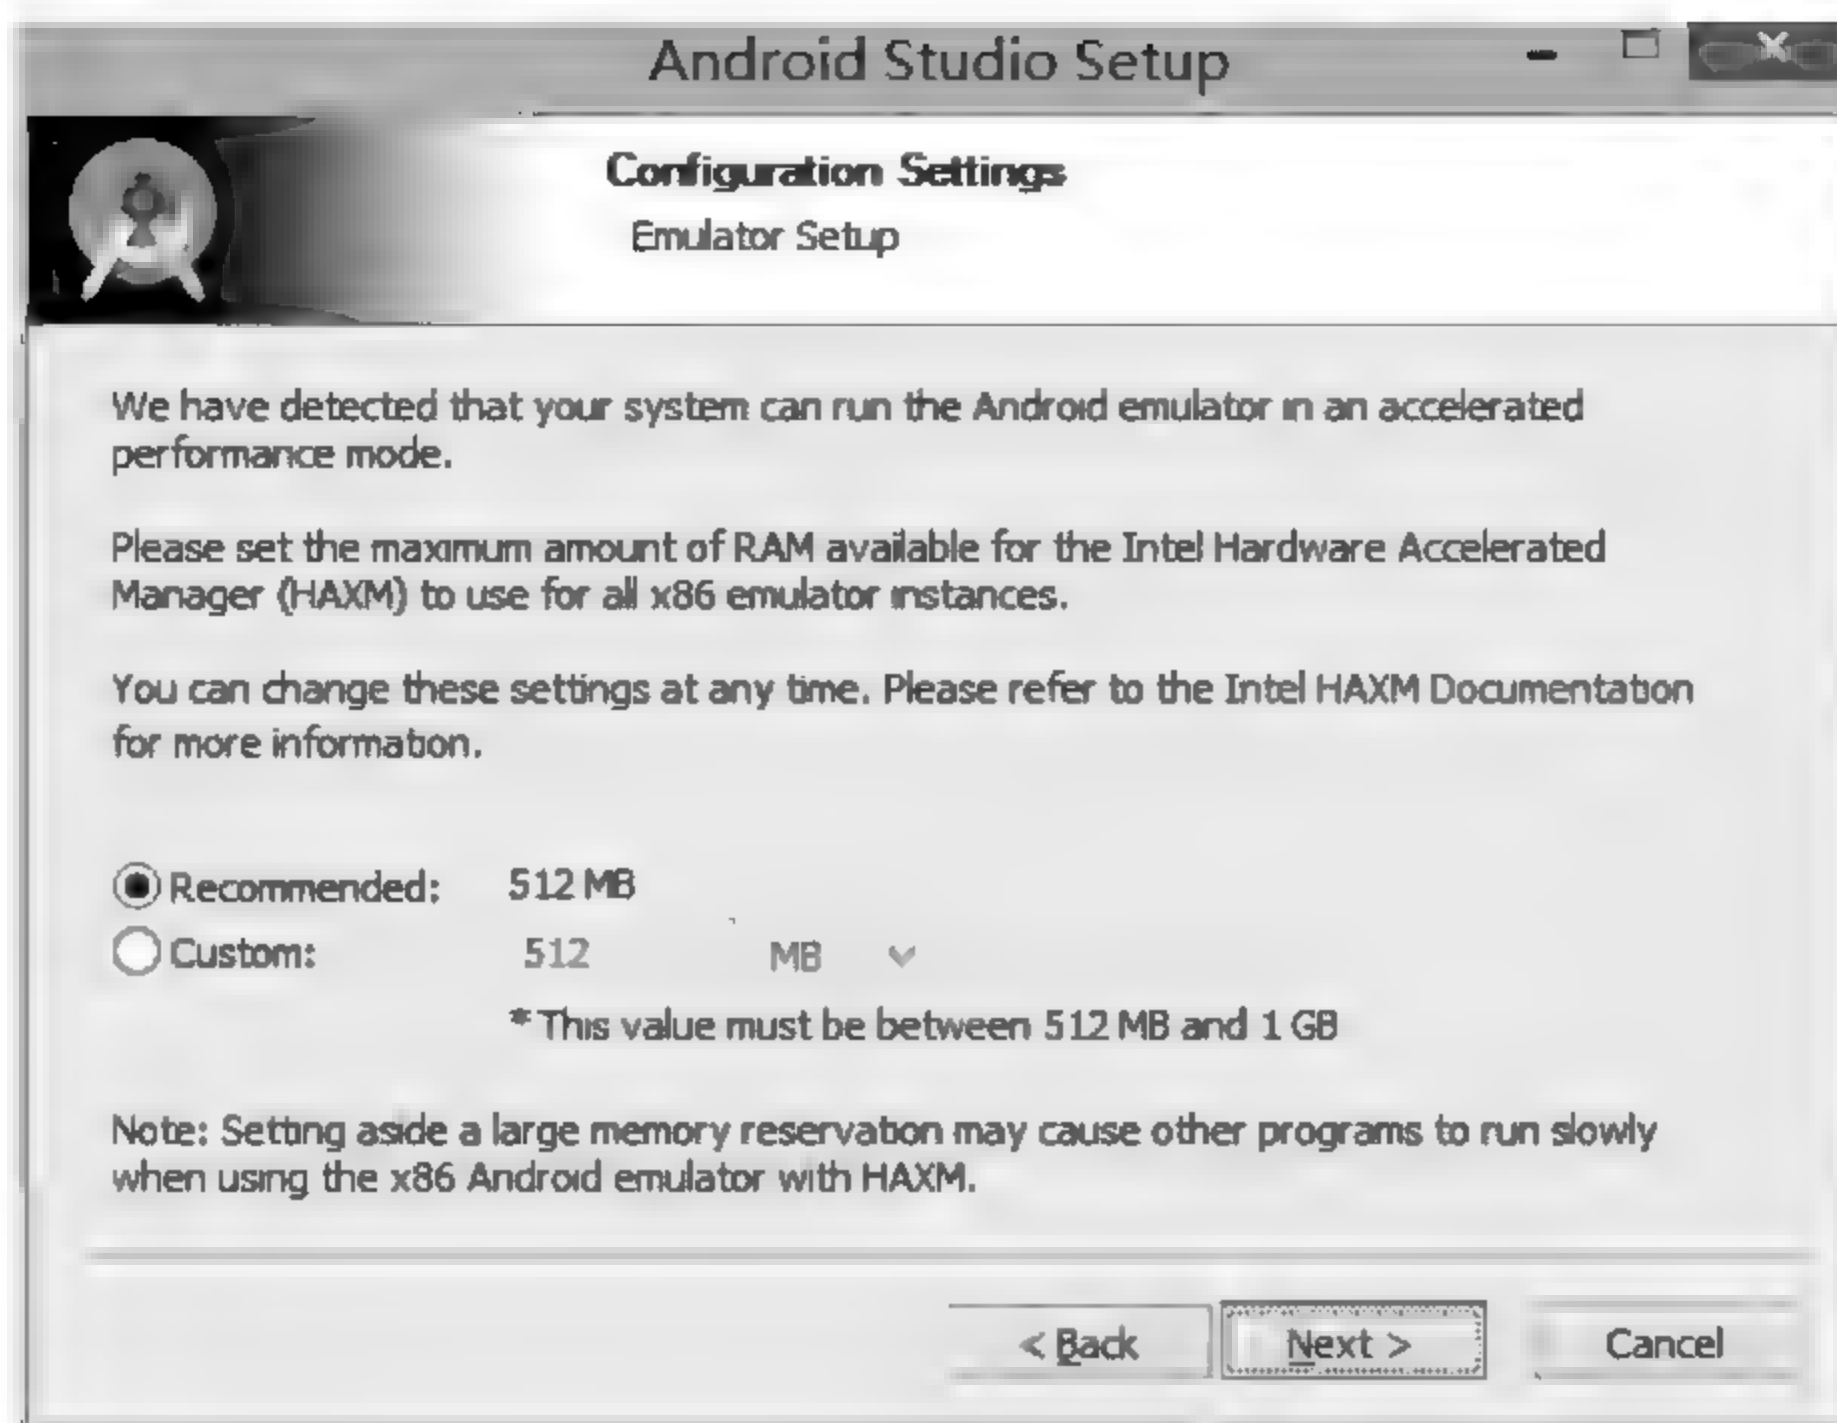 Android Studio Setup
Configuration Settings
Emulator Setup
We have detected that your system can run the Android emulator in an accelerated
performance mode.
Please set the maximum amount of RAM available for the Intel Hardware Accelerated
Manager (HAXM) to use for all x86 emulator instances.
You can change these settings at any time. Please refer to the Intel HAXM Documentation
for more information.
Recommended: 512 MB
Custom: 512 MB
* This value must be between 512 MB and 1 GB
Note: Setting aside a large memory reservation may cause other programs to run slowly
when using the x86 Android emulator with HAXM.
< Back Next > Cancel